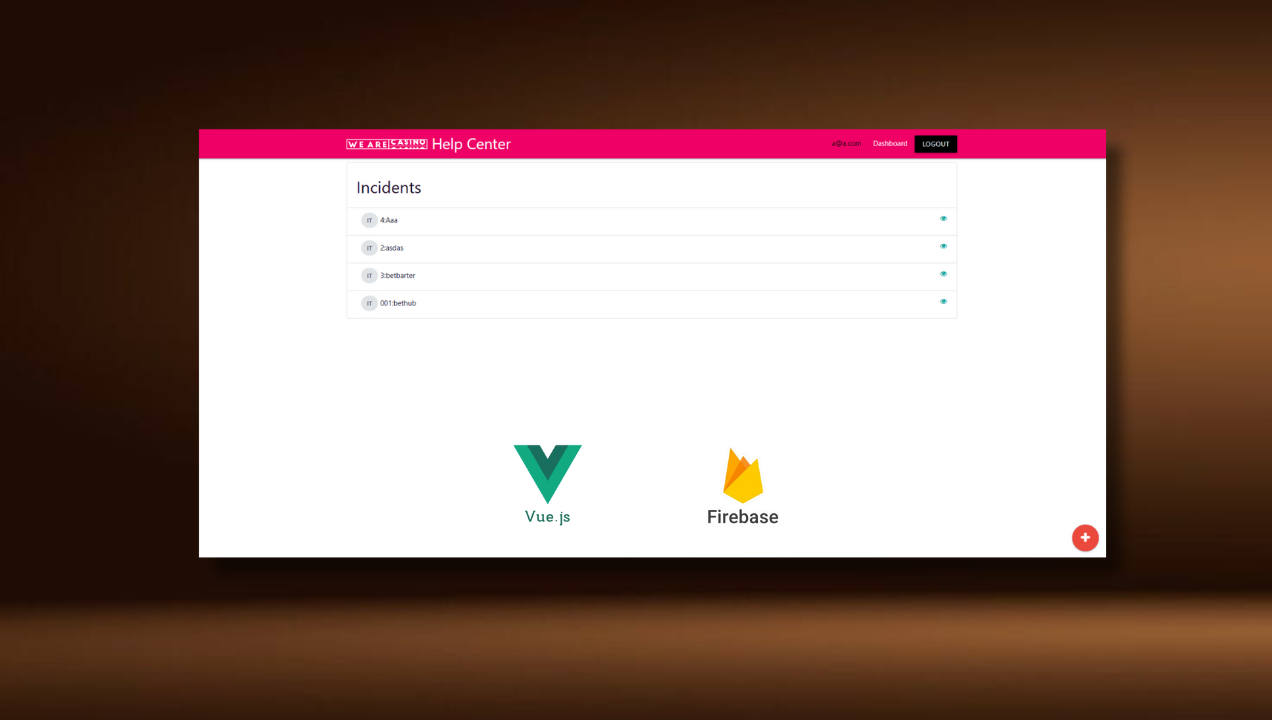 WE ARE CASINO Help Center
a@a.com Dashboard LOGOUT
Incidents
IT 4:Aaa
IT 2:asdas
IT 3:betbarter
IT 001:bethub
Vue.js
Firebase